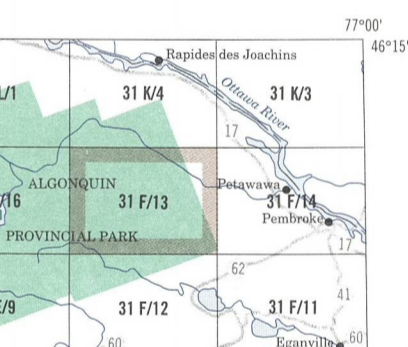 77°00'
46°15'
Rapides des Joachins
L/1
31 K/4
31 K/3
Ottawa River
17
ALGONQUIN
Petawawa
/16
31 F/13
31 F/14
Pembroke
PROVINCIAL PARK
17
62
41
E/9
31 F/12
31 F/11
60
Eganville
60